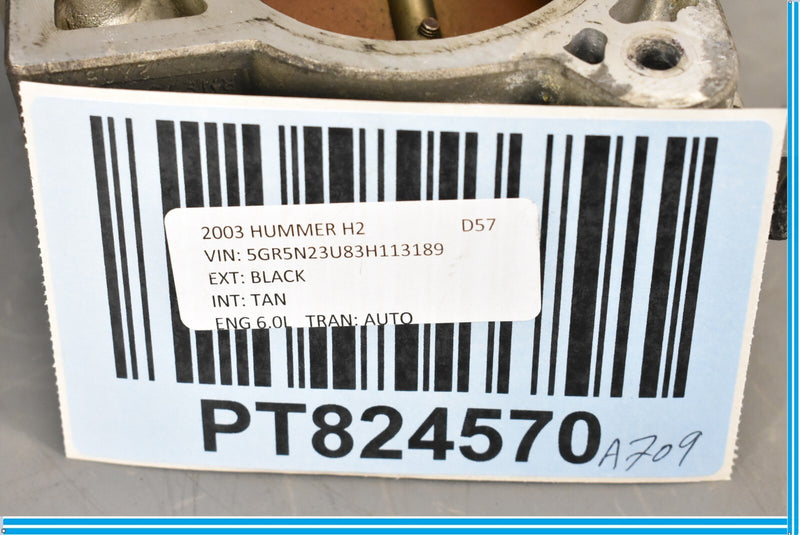 2003 HUMMER H2 D57
VIN: 5GR5N23U83H113189
EXT: BLACK
INT: TAN
ENG 6.0L TRAN: AUTO
PT824570
A709